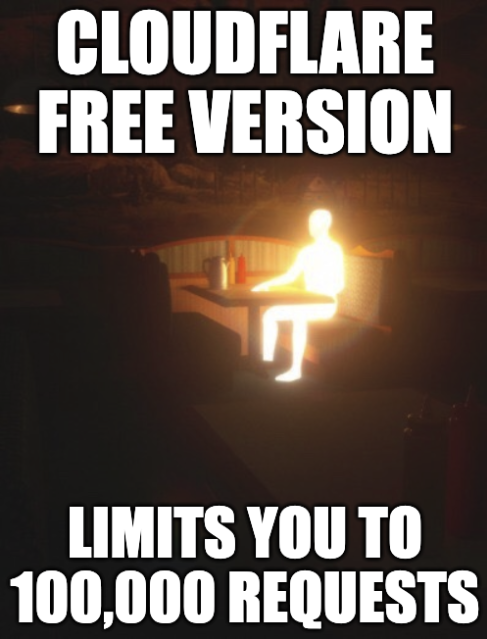 CLOUDFLARE
FREE VERSION
LIMITS YOU TO
100,000 REQUESTS